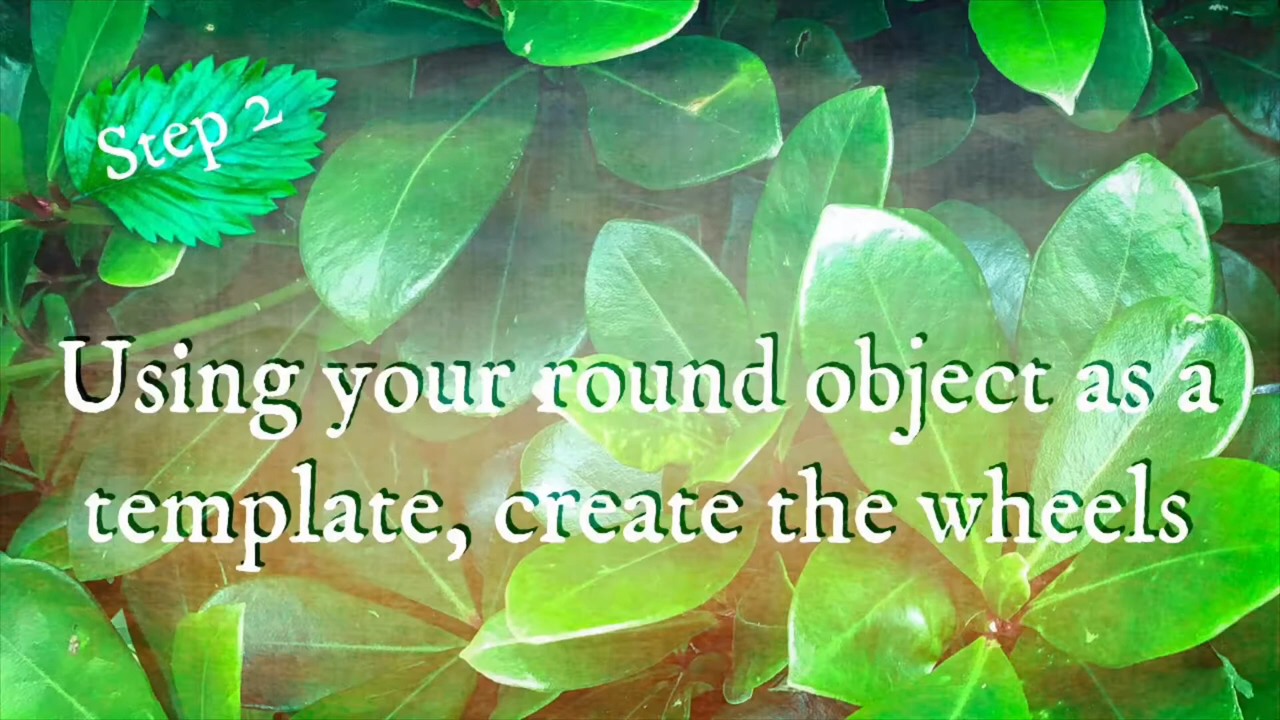 Step 2
Using your round object as a
template, create the wheels